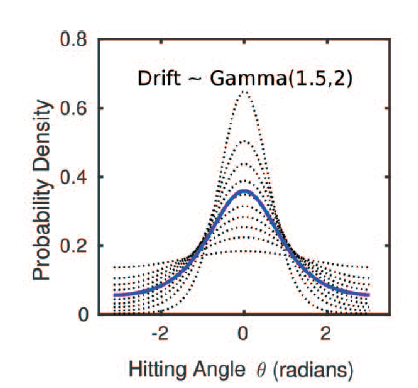 0.8
Drift ~ Gamma(1.5,2)
0.6
0.4
0.2
0
-2 0 2
Probability Density
Hitting Angle θ (radians)